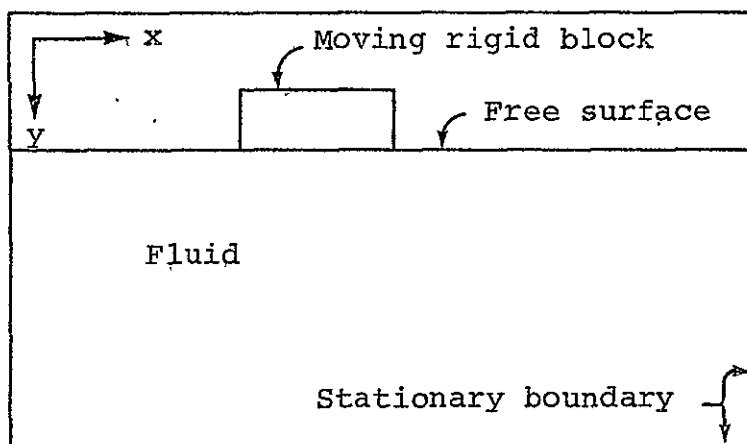 x
Moving rigid block
Free surface
y
Fluid
Stationary boundary